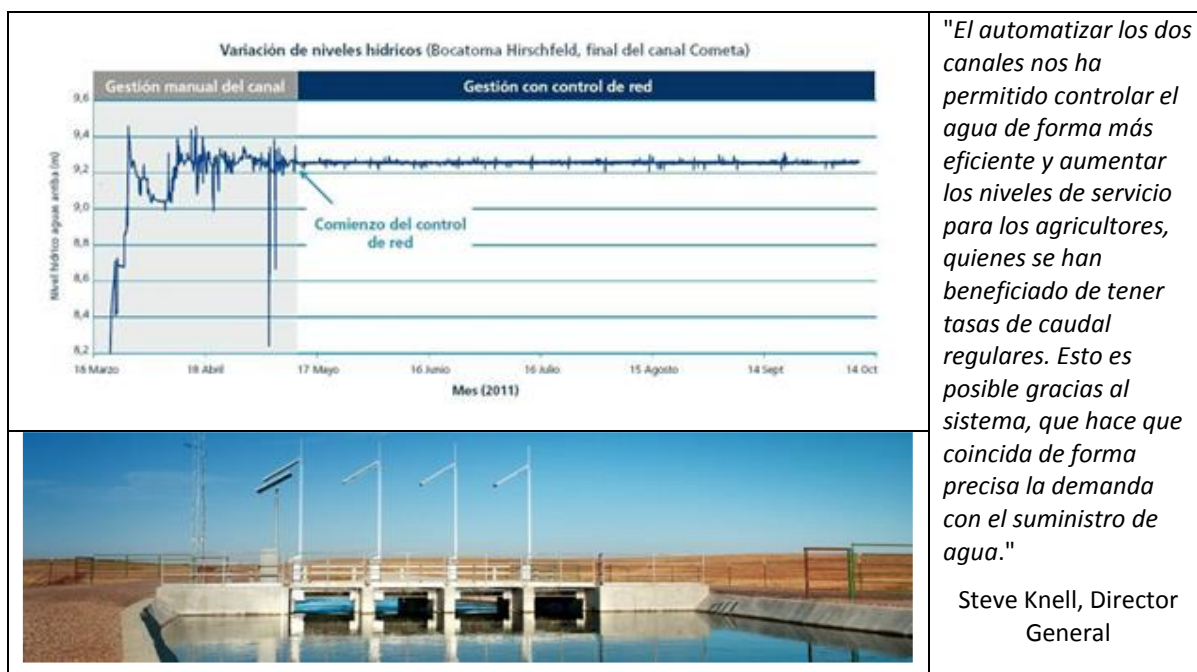 Variación de niveles hídricos (Bocatoma Hirschfeld, final del canal Cometa)
Gestión manual del canal
Gestión con control de red
9,6
9,4
9,2
9,0
8,8
8,6
8,4
8,2
Nivel hídrico aguas arriba (m)
Comienzo del control
de red
16 Marzo
18 Abril
17 Mayo
16 Junio
16 Julio
15 Agosto
14 Sept
14 Oct
Mes (2011)
"El automatizar los dos
canales nos ha
permitido controlar el
agua de forma más
eficiente y aumentar
los niveles de servicio
para los agricultores,
quienes se han
beneficiado de tener
tasas de caudal
regulares. Esto es
posible gracias al
sistema, que hace que
coincida de forma
precisa la demanda
con el suministro de
agua."
Steve Knell, Director
General